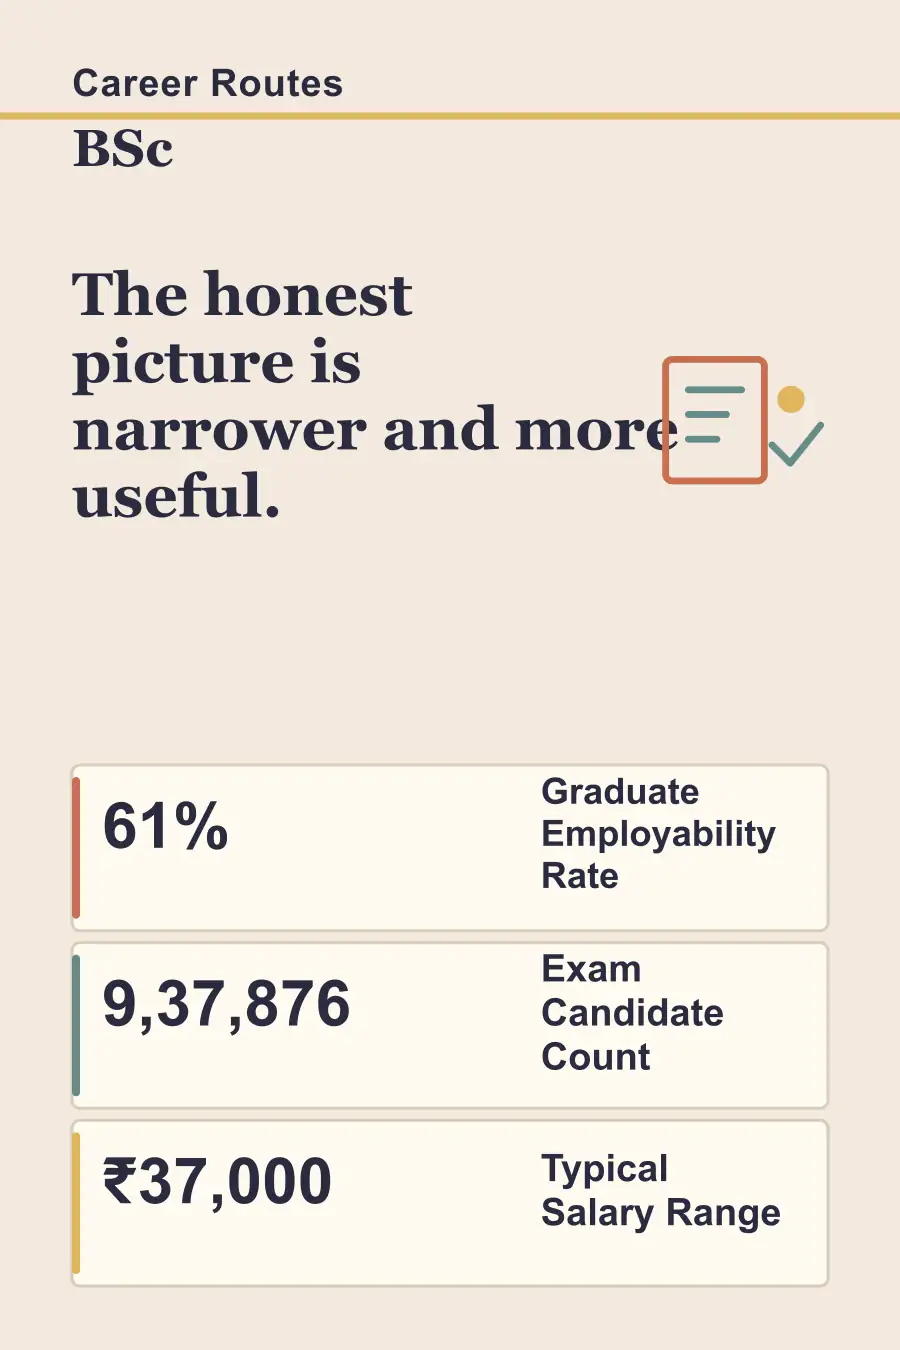 Career Routes
BSc
The honest
picture is
narrower and more
useful.
61%
Graduate
Employability
Rate
9,37,876
Exam
Candidate
Count
₹37,000
Typical
Salary Range